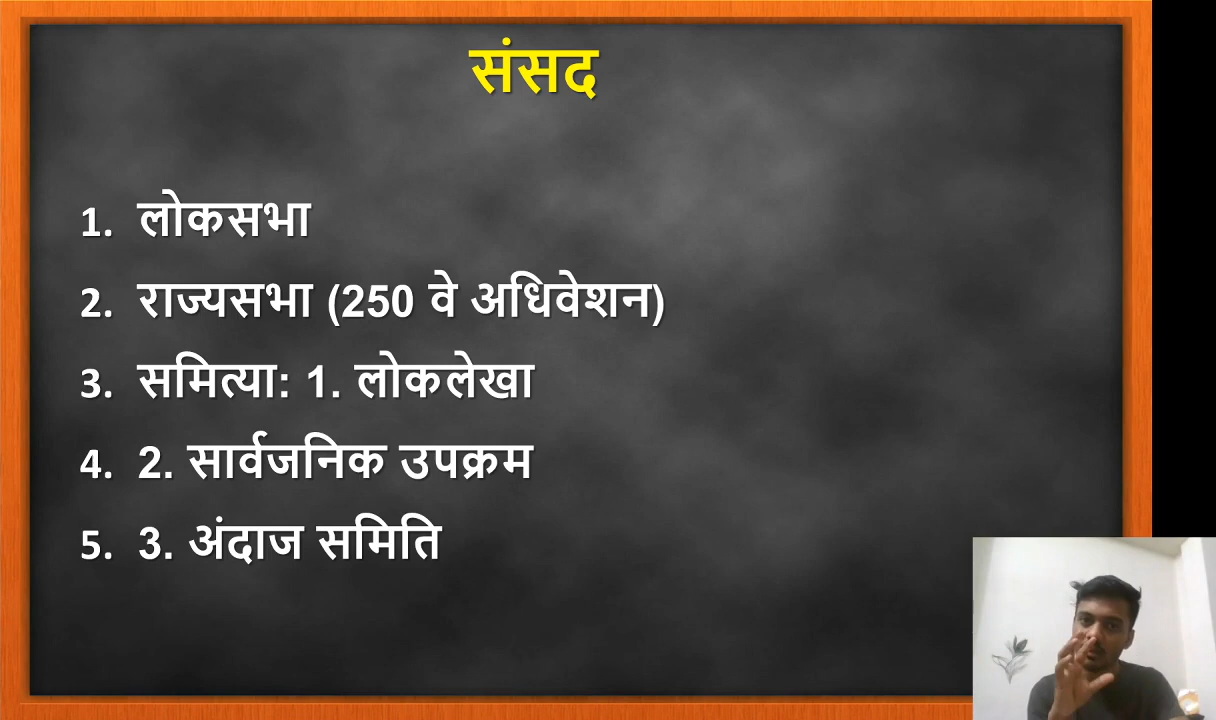 संसद
1. लोकसभा
2. राज्यसभा (250 वे अधिवेशन)
3. समित्या: 1. लोकलेखा
4. 2. सार्वजनिक उपक्रम
5. 3. अंदाज समिति